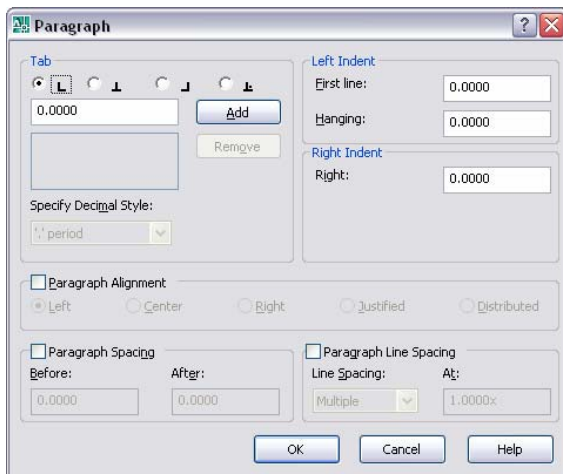 Paragraph
Tab
0.0000
Add
Remove
Specify Decimal Style:
'.' period
Left Indent
First line: 0.0000
Hanging: 0.0000
Right Indent
Right: 0.0000
Paragraph Alignment
Left Center Right Justified Distributed
Paragraph Spacing
Before: After:
0.0000 0.0000
Paragraph Line Spacing
Line Spacing: At:
Multiple 1.0000x
OK Cancel Help